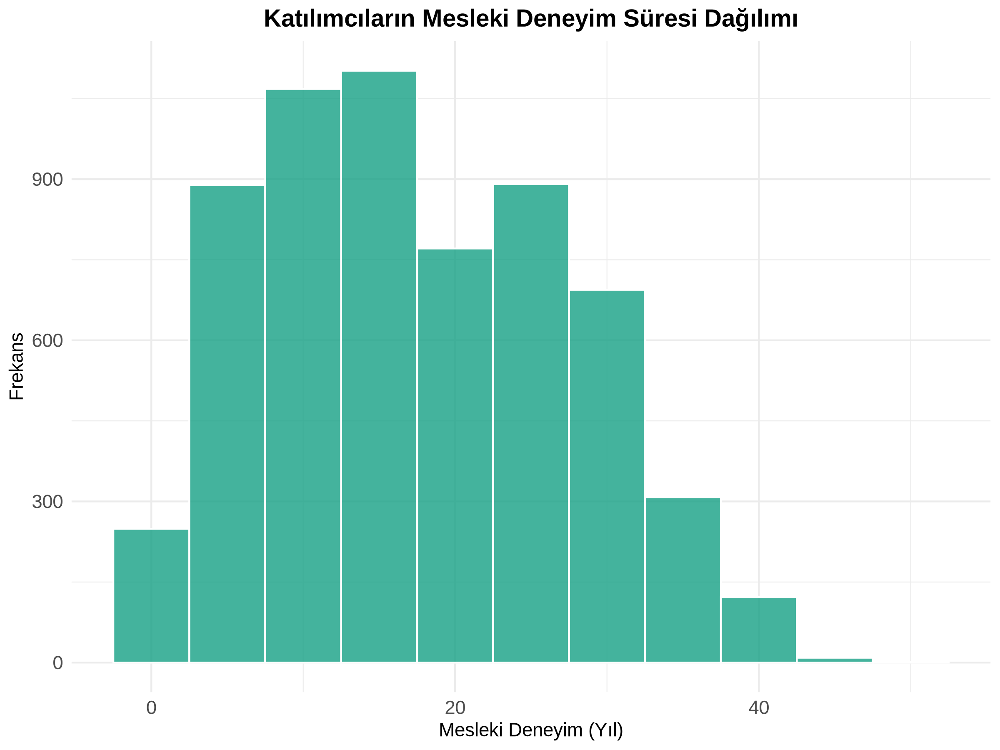 Katılımcıların Mesleki Deneyim Süresi Dağılımı
Frekans
900
600
300
0
0 20 40
Mesleki Deneyim (Yıl)